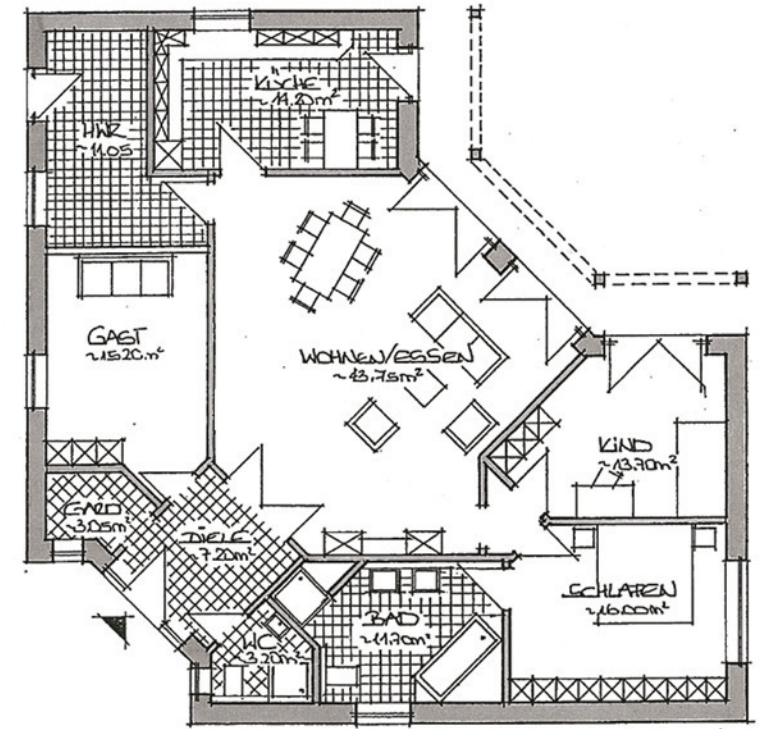 KÜCHE
~14.20m²
HWR
~11.05
GAST
~15.20m²
WOHNEN/ESSEN
~43.75m²
KIND
~13.70m²
GARD
~3.05m²
DIELE
~7.20m²
SCHLAFEN
~16.00m²
BAD
~11.70m²
WC
3.20m²